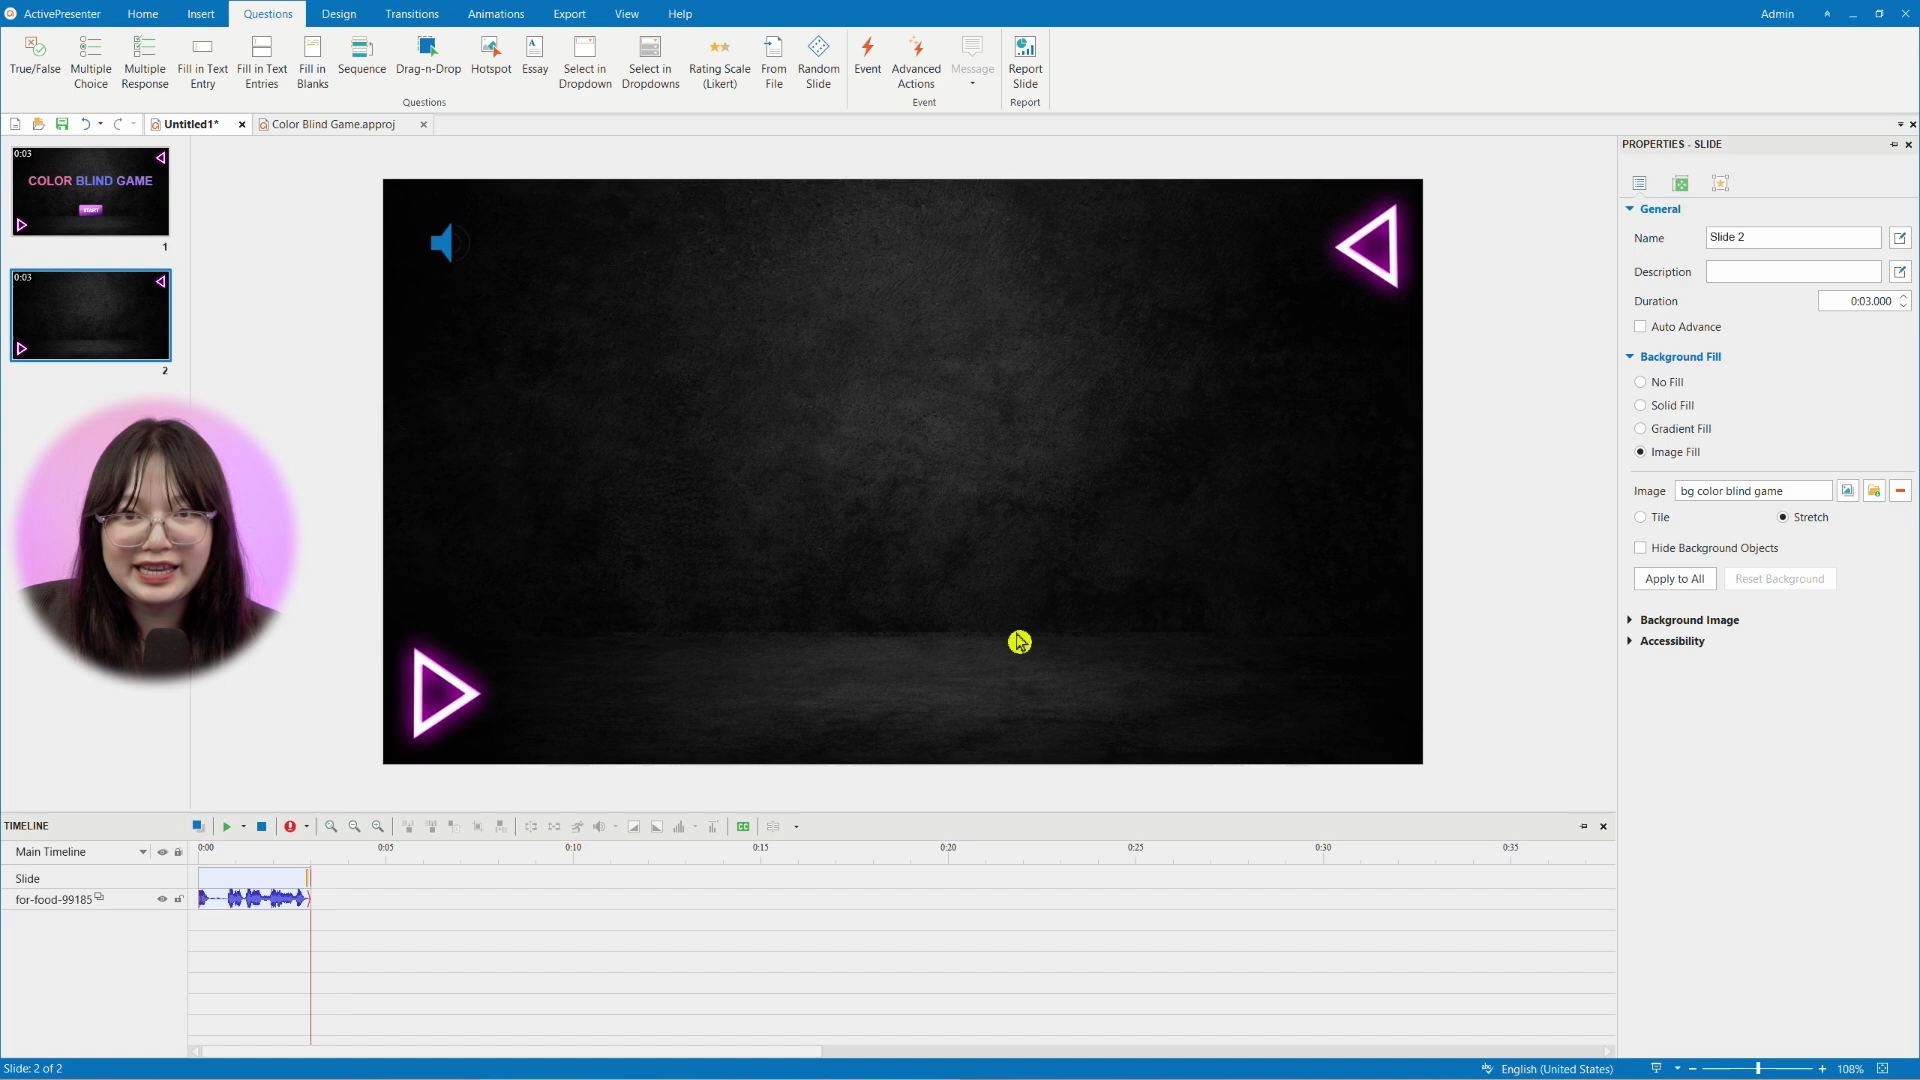 ActivePresenter Home Insert Questions Design Transitions Animations Export View Help Admin
True/False
Multiple Choice
Multiple Response
Fill in Text Entry
Fill in Text Entries
Fill in Blanks
Sequence
Drag-n-Drop
Hotspot
Essay
Select in Dropdown
Select in Dropdowns
Rating Scale (Likert)
From File
Random Slide
Event
Advanced Actions
Message
Report Slide
Questions Event Report
Untitled1* Color Blind Game.approj
0:03
COLOR BLIND GAME
START
1
0:03
2
PROPERTIES - SLIDE
General
Name Slide 2
Description
Duration 0:03.000
Auto Advance
Background Fill
No Fill
Solid Fill
Gradient Fill
Image Fill
Image bg color blind game
Tile Stretch
Hide Background Objects
Apply to All Reset Background
Background Image
Accessibility
TIMELINE
CC
Main Timeline 0:00 0:05 0:10 0:15 0:20 0:25 0:30 0:35
Slide
for-food-99185
Slide: 2 of 2 abc English (United States) 108%